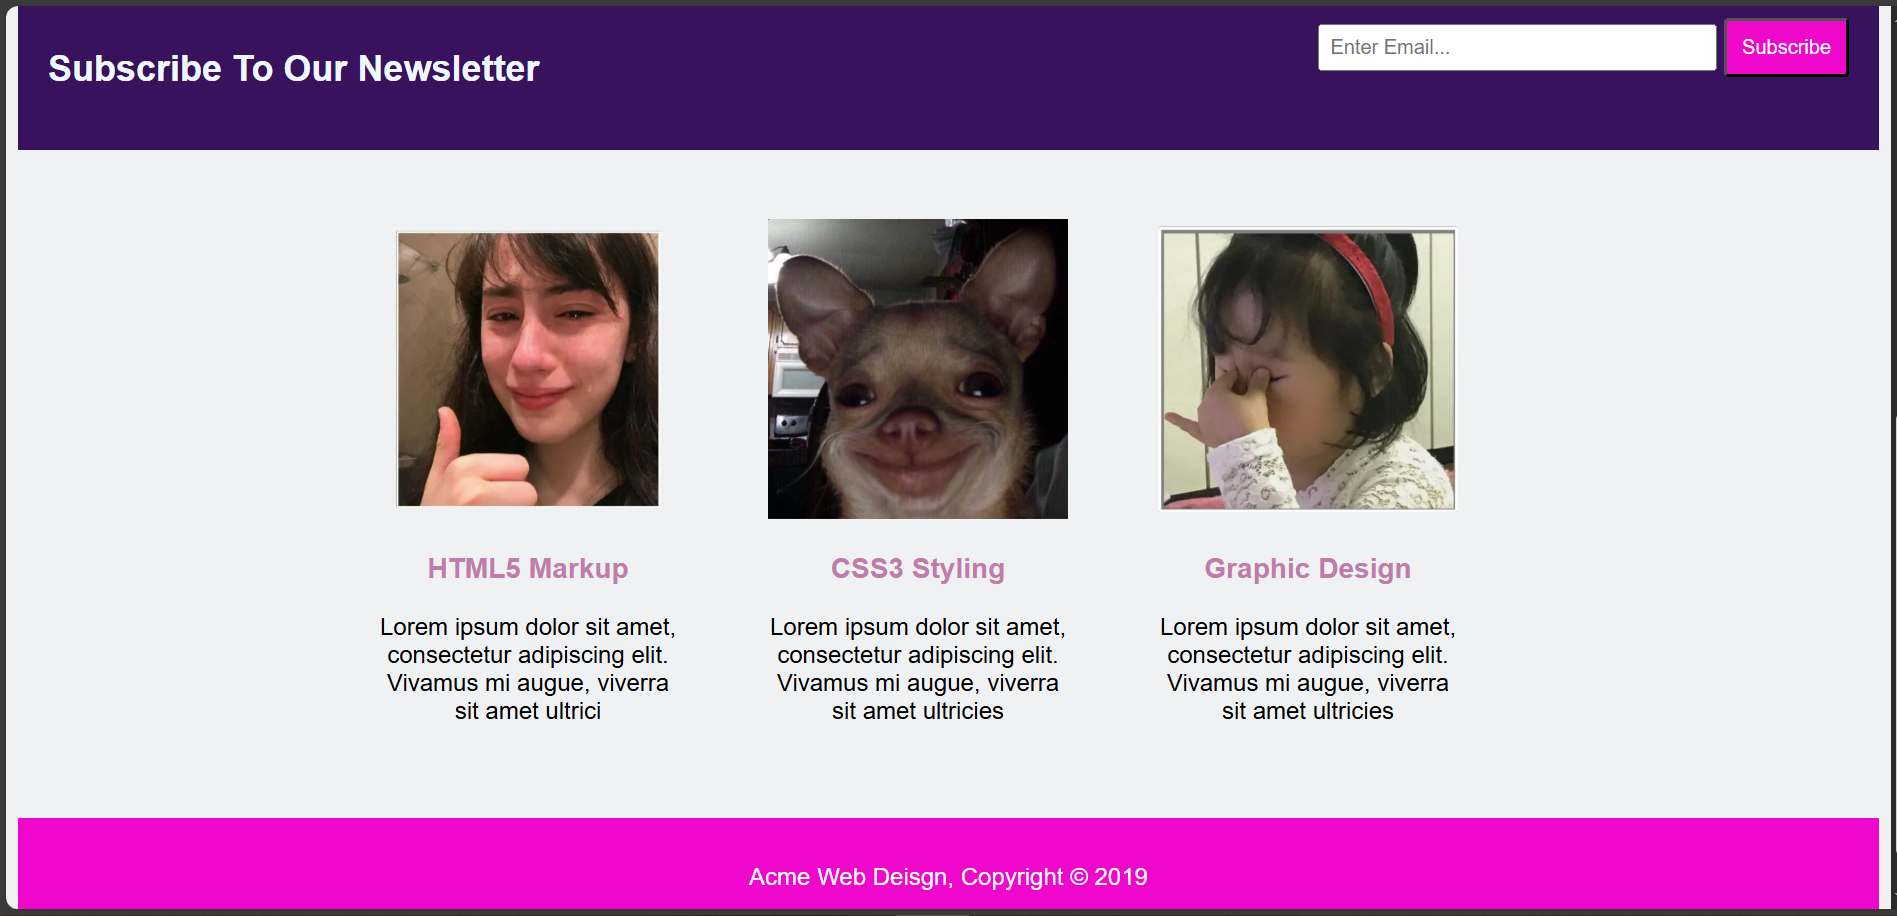 Subscribe To Our Newsletter
Enter Email...
Subscribe
HTML5 Markup
Lorem ipsum dolor sit amet,
consectetur adipiscing elit.
Vivamus mi augue, viverra
sit amet ultrici
CSS3 Styling
Lorem ipsum dolor sit amet,
consectetur adipiscing elit.
Vivamus mi augue, viverra
sit amet ultricies
Graphic Design
Lorem ipsum dolor sit amet,
consectetur adipiscing elit.
Vivamus mi augue, viverra
sit amet ultricies
Acme Web Deisgn, Copyright © 2019